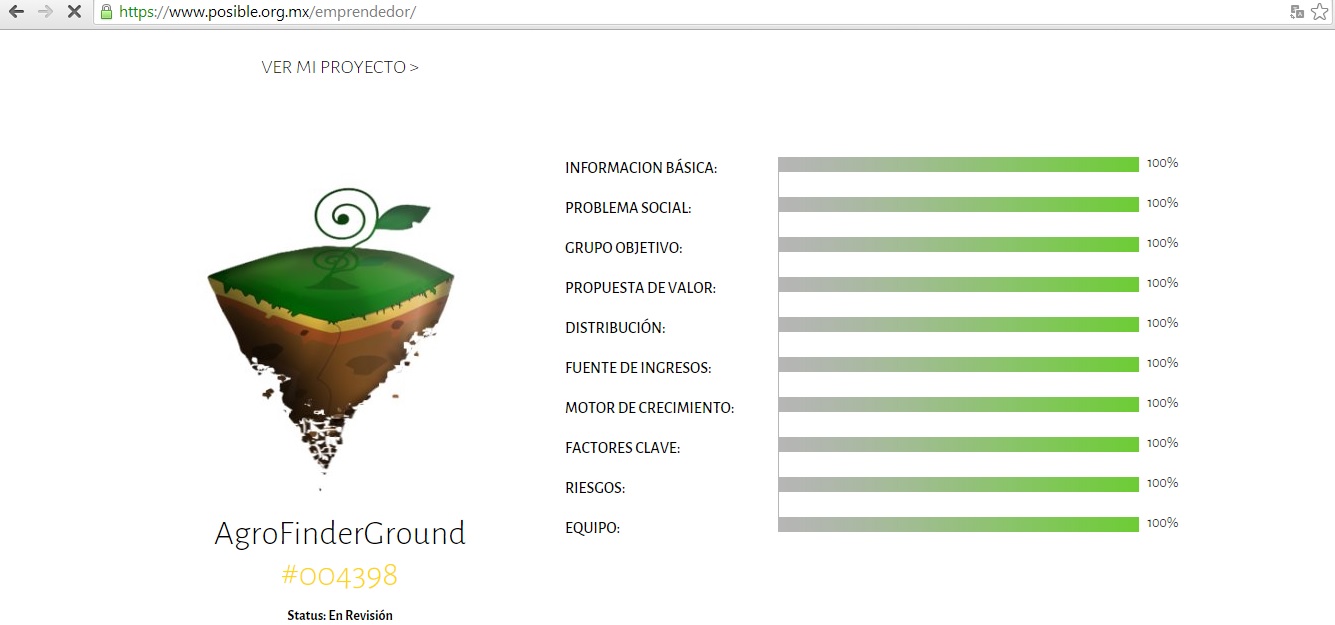 https://www.posible.org.mx/emprendedor/
VER MI PROYECTO >
INFORMACION BÁSICA: 100%
PROBLEMA SOCIAL: 100%
GRUPO OBJETIVO: 100%
PROPUESTA DE VALOR: 100%
DISTRIBUCIÓN: 100%
FUENTE DE INGRESOS: 100%
MOTOR DE CRECIMIENTO: 100%
FACTORES CLAVE: 100%
RIESGOS: 100%
EQUIPO: 100%
AgroFinderGround
#004398
Status: En Revisión